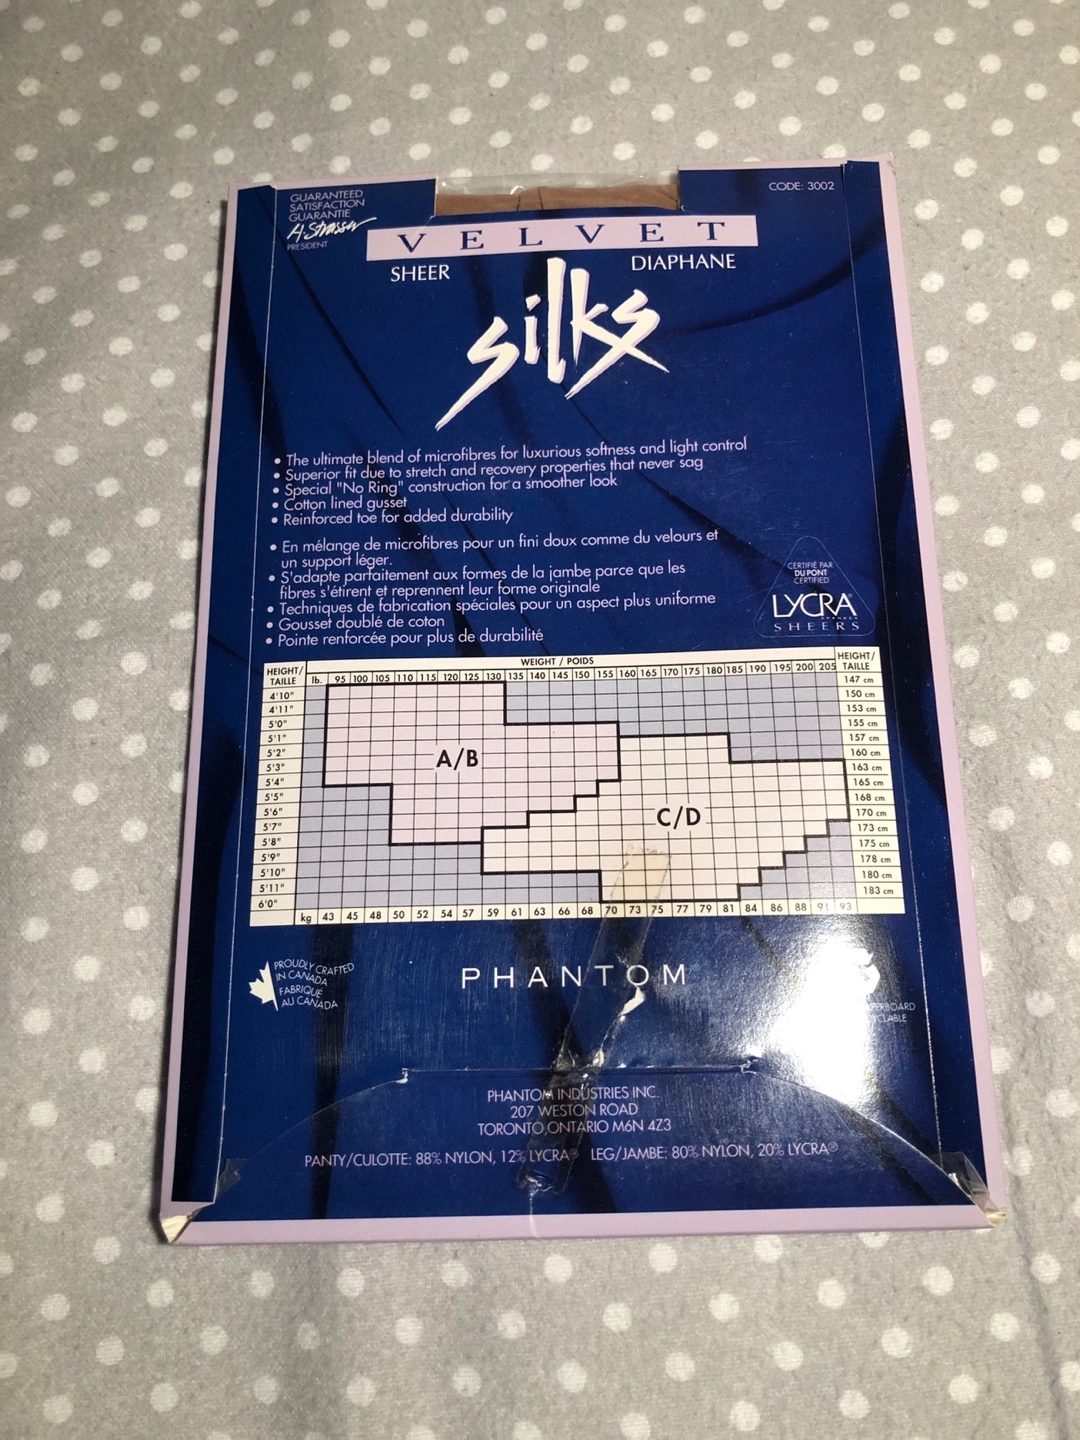 GUARANTEED
SATISFACTION
GUARANTIE
A. Strasser
PRESIDENT
CODE: 3002
VELVET
SHEER DIAPHANE
silks
• The ultimate blend of microfibres for luxurious softness and light control
• Superior fit due to stretch and recovery properties that never sag
• Special "No Ring" construction for a smoother look
• Cotton lined gusset
• Reinforced toe for added durability
• En mélange de microfibres pour un fini doux comme du velours et
un support léger.
• S'adapte parfaitement aux formes de la jambe parce que les
fibres s'étirent et reprennent leur forme originale
• Techniques de fabrication spéciales pour un aspect plus uniforme
• Gousset doublé de coton
• Pointe renforcée pour plus de durabilité
CERTIFIÉ PAR
DU PONT
CERTIFIED
LYCRA®
SHEERS
HEIGHT/
TAILLE
WEIGHT / POIDS
HEIGHT/
TAILLE
lb. 95 100 105 110 115 120 125 130 135 140 145 150 155 160 165 170 175 180 185 190 195 200 205
4'10" 147 cm
4'11" 150 cm
5'0" 153 cm
5'1" 155 cm
5'2" 157 cm
5'3" 160 cm
5'4" 163 cm
5'5" 165 cm
5'6" 168 cm
5'7" 170 cm
5'8" 173 cm
5'9" 175 cm
5'10" 178 cm
5'11" 180 cm
6'0" 183 cm
A/B
C/D
kg 43 45 48 50 52 54 57 59 61 63 66 68 70 73 75 77 79 81 84 86 88 91 93
PROUDLY CRAFTED
IN CANADA
FABRIQUÉ
AU CANADA
PHANTOM
PHANTOM INDUSTRIES INC.
207 WESTON ROAD
TORONTO, ONTARIO M6N 4Z3
PANTY/CULOTTE: 88% NYLON, 12% LYCRA® LEG/JAMBE: 80% NYLON, 20% LYCRA®